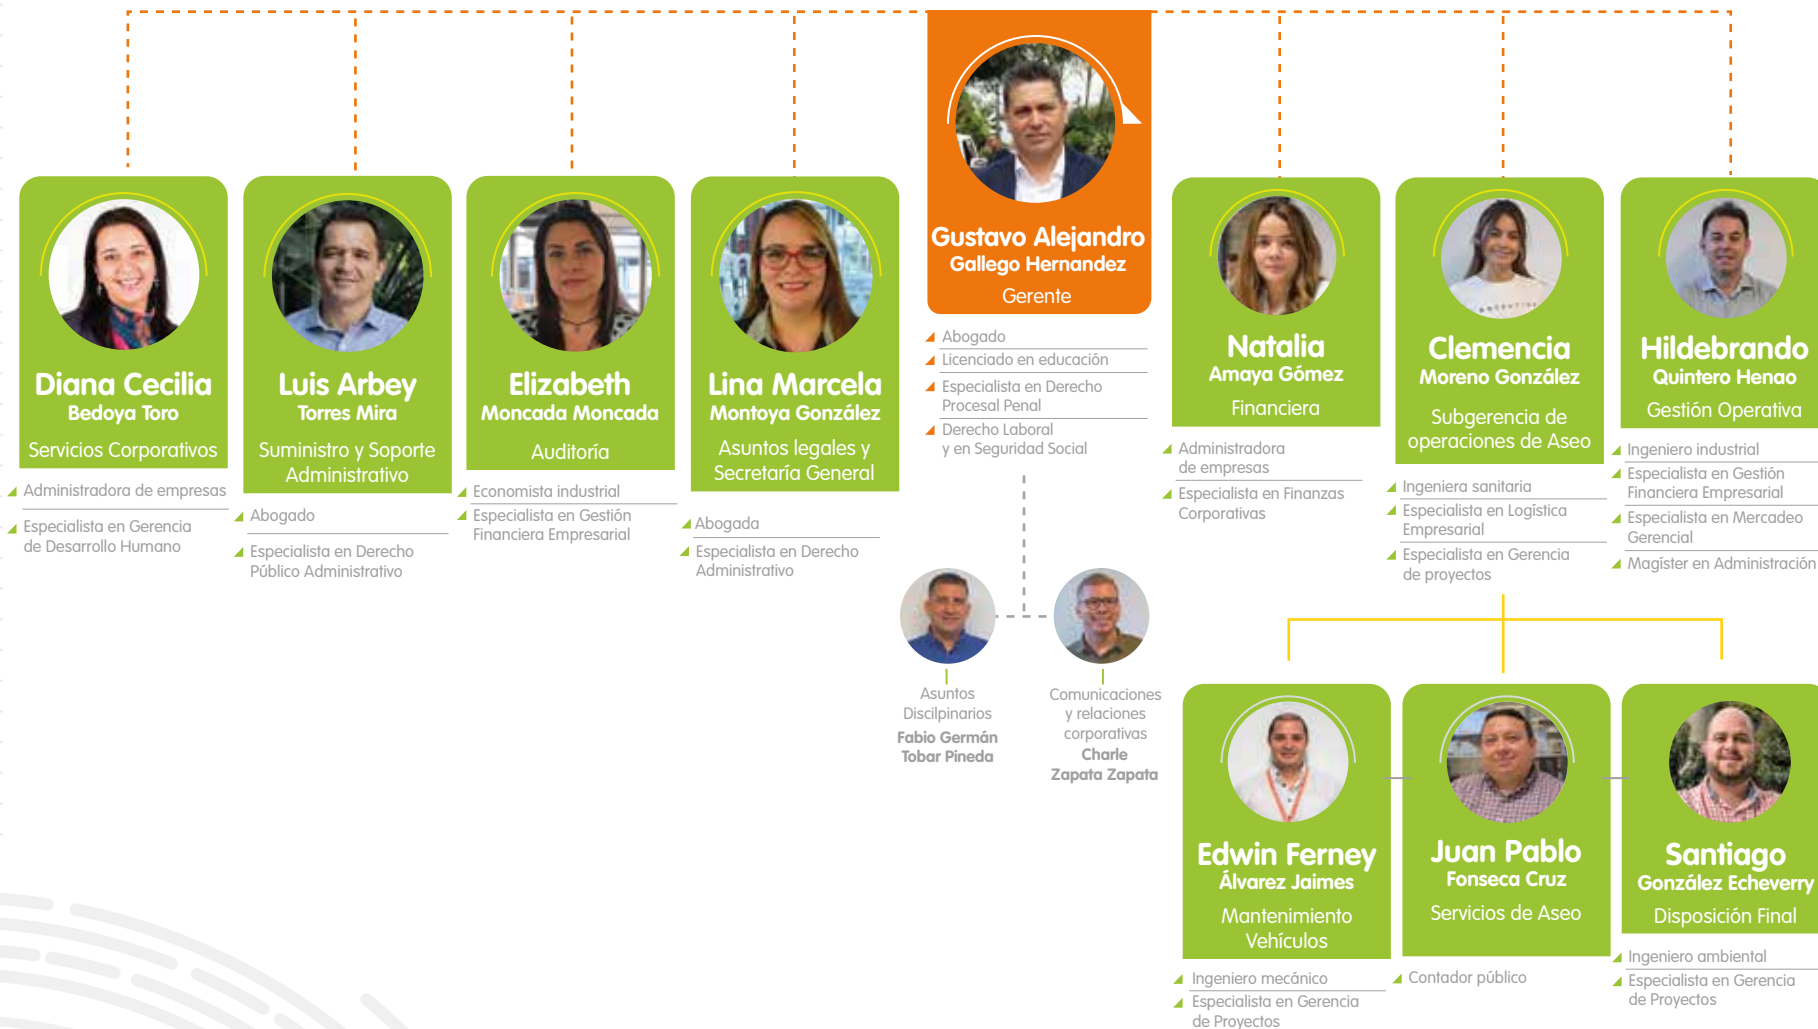 Gustavo Alejandro
Gallego Hernandez
Gerente
Abogado
Licenciado en educación
Especialista en Derecho
Procesal Penal
Derecho Laboral
y en Seguridad Social
Diana Cecilia
Bedoya Toro
Servicios Corporativos
Administradora de empresas
Especialista en Gerencia
de Desarrollo Humano
Luis Arbey
Torres Mira
Suministro y Soporte
Administrativo
Abogado
Especialista en Derecho
Público Administrativo
Elizabeth
Moncada Moncada
Auditoría
Economista industrial
Especialista en Gestión
Financiera Empresarial
Lina Marcela
Montoya González
Asuntos legales y
Secretaría General
Abogada
Especialista en Derecho
Administrativo
Natalia
Amaya Gómez
Financiera
Administradora
de empresas
Especialista en Finanzas
Corporativas
Clemencia
Moreno González
Subgerencia de
operaciones de Aseo
Ingeniera sanitaria
Especialista en Logística
Empresarial
Especialista en Gerencia
de proyectos
Hildebrando
Quintero Henao
Gestión Operativa
Ingeniero industrial
Especialista en Gestión
Financiera Empresarial
Especialista en Mercadeo
Gerencial
Magíster en Administración
Asuntos
Discilpinarios
Fabio Germán
Tobar Pineda
Comunicaciones
y relaciones
corporativas
Charle
Zapata Zapata
Edwin Ferney
Álvarez Jaimes
Mantenimiento
Vehículos
Ingeniero mecánico
Especialista en Gerencia
de Proyectos
Juan Pablo
Fonseca Cruz
Servicios de Aseo
Contador público
Santiago
González Echeverry
Disposición Final
Ingeniero ambiental
Especialista en Gerencia
de Proyectos